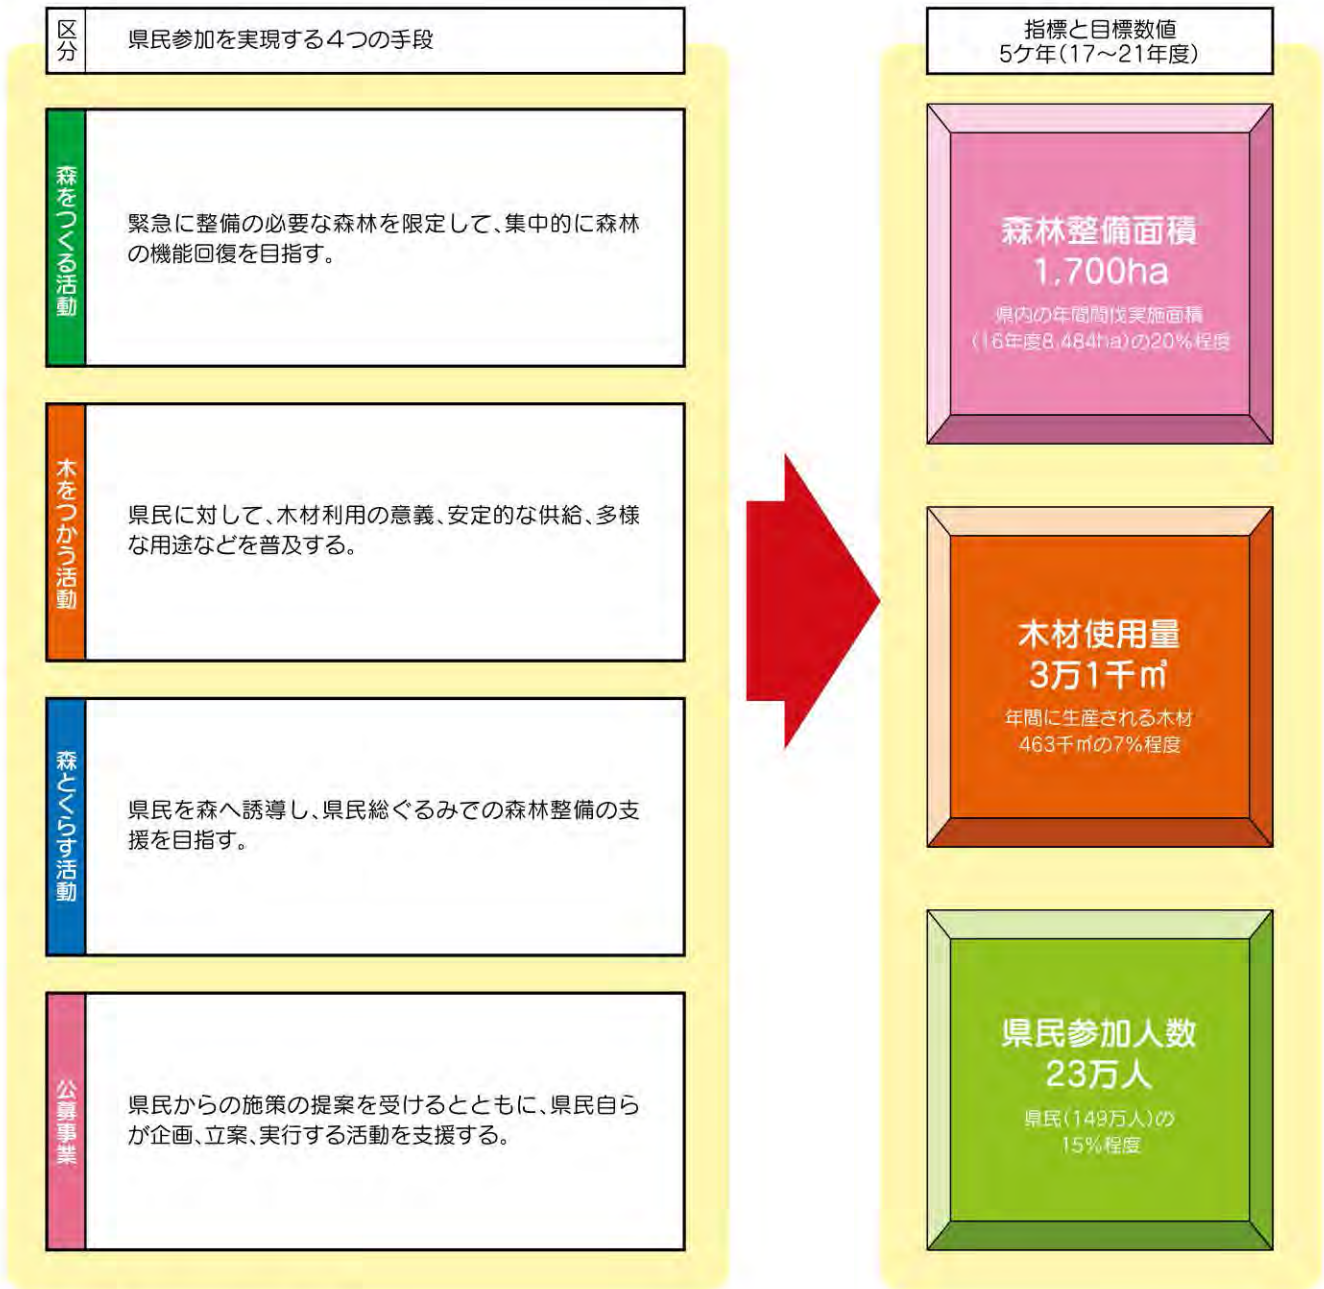 区分
県民参加を実現する4つの手段
森をつくる活動
緊急に整備の必要な森林を限定して、集中的に森林
の機能回復を目指す。
木をつかう活動
県民に対して、木材利用の意義、安定的な供給、多様
な用途などを普及する。
森とくらす活動
県民を森へ誘導し、県民総ぐるみでの森林整備の支
援を目指す。
公募事業
県民からの施策の提案を受けるとともに、県民自ら
が企画、立案、実行する活動を支援する。
指標と目標数値
5ケ年(17〜21年度)
森林整備面積
1,700ha
県内の年間間伐実施面積
(16年度8,484ha)の20%程度
木材使用量
3万1千㎥
年間に生産される木材
463千㎥の7%程度
県民参加人数
23万人
県民(149万人)の
15%程度